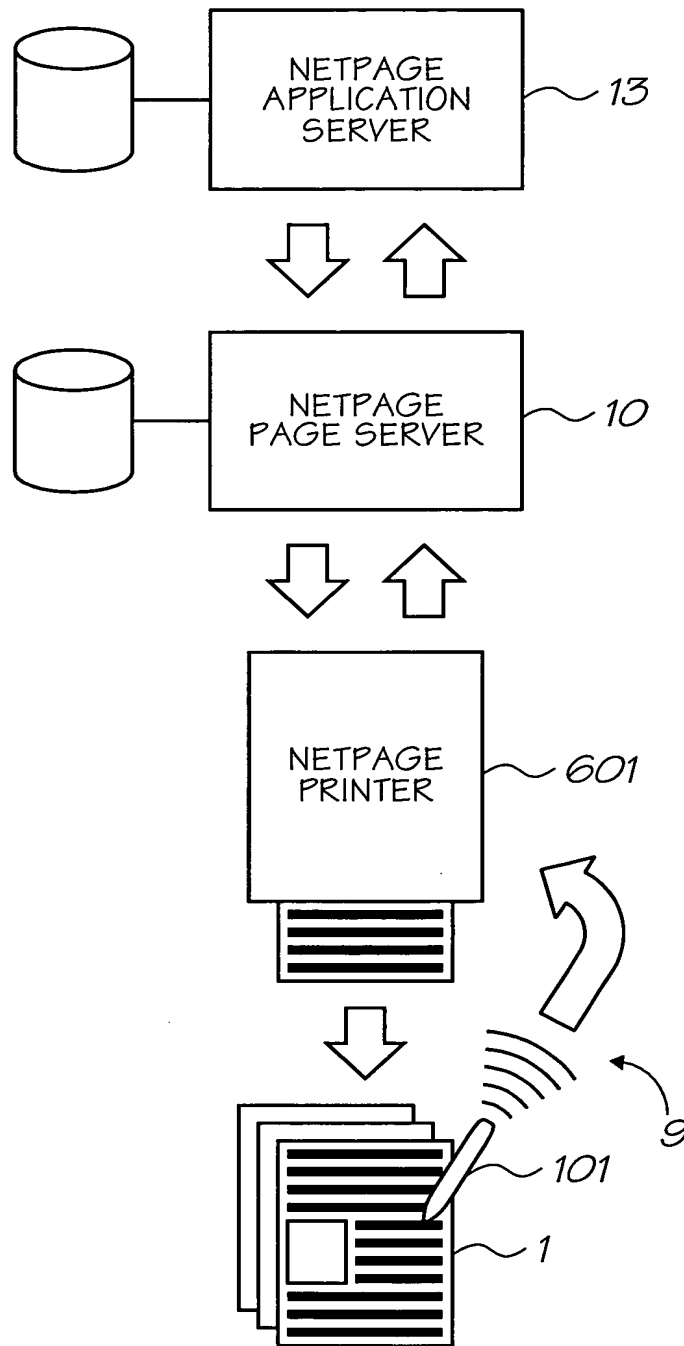 NETPAGE
APPLICATION
SERVER
13
NETPAGE
PAGE SERVER
10
NETPAGE
PRINTER
601
9
101
1